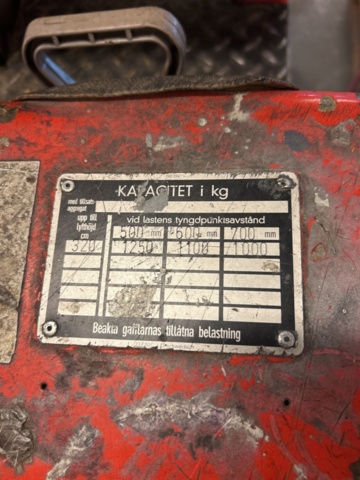 KAPACITET i kg
med tillsats-
aggregat
vid lastens tyngdpunktsavstånd
upp till
lyfthöjd
cm
500 mm 600 mm 700 mm
320 1250 1100 1000
Beakta gafflarnas tillåtna belastning